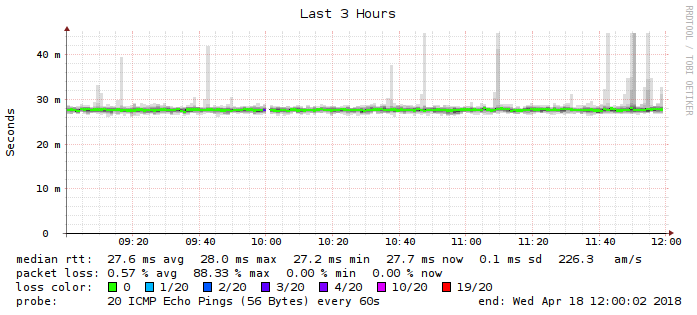 Last 3 Hours
RRDTOOL / TOBI OETIKER
Seconds
40 m
30 m
20 m
10 m
0
09:20 09:40 10:00 10:20 10:40 11:00 11:20 11:40 12:00
median rtt: 27.6 ms avg 28.0 ms max 27.2 ms min 27.7 ms now 0.1 ms sd 226.3 am/s
packet loss: 0.57 % avg 88.33 % max 0.00 % min 0.00 % now
loss color: 0 1/20 2/20 3/20 4/20 10/20 19/20
probe: 20 ICMP Echo Pings (56 Bytes) every 60s end: Wed Apr 18 12:00:02 2018